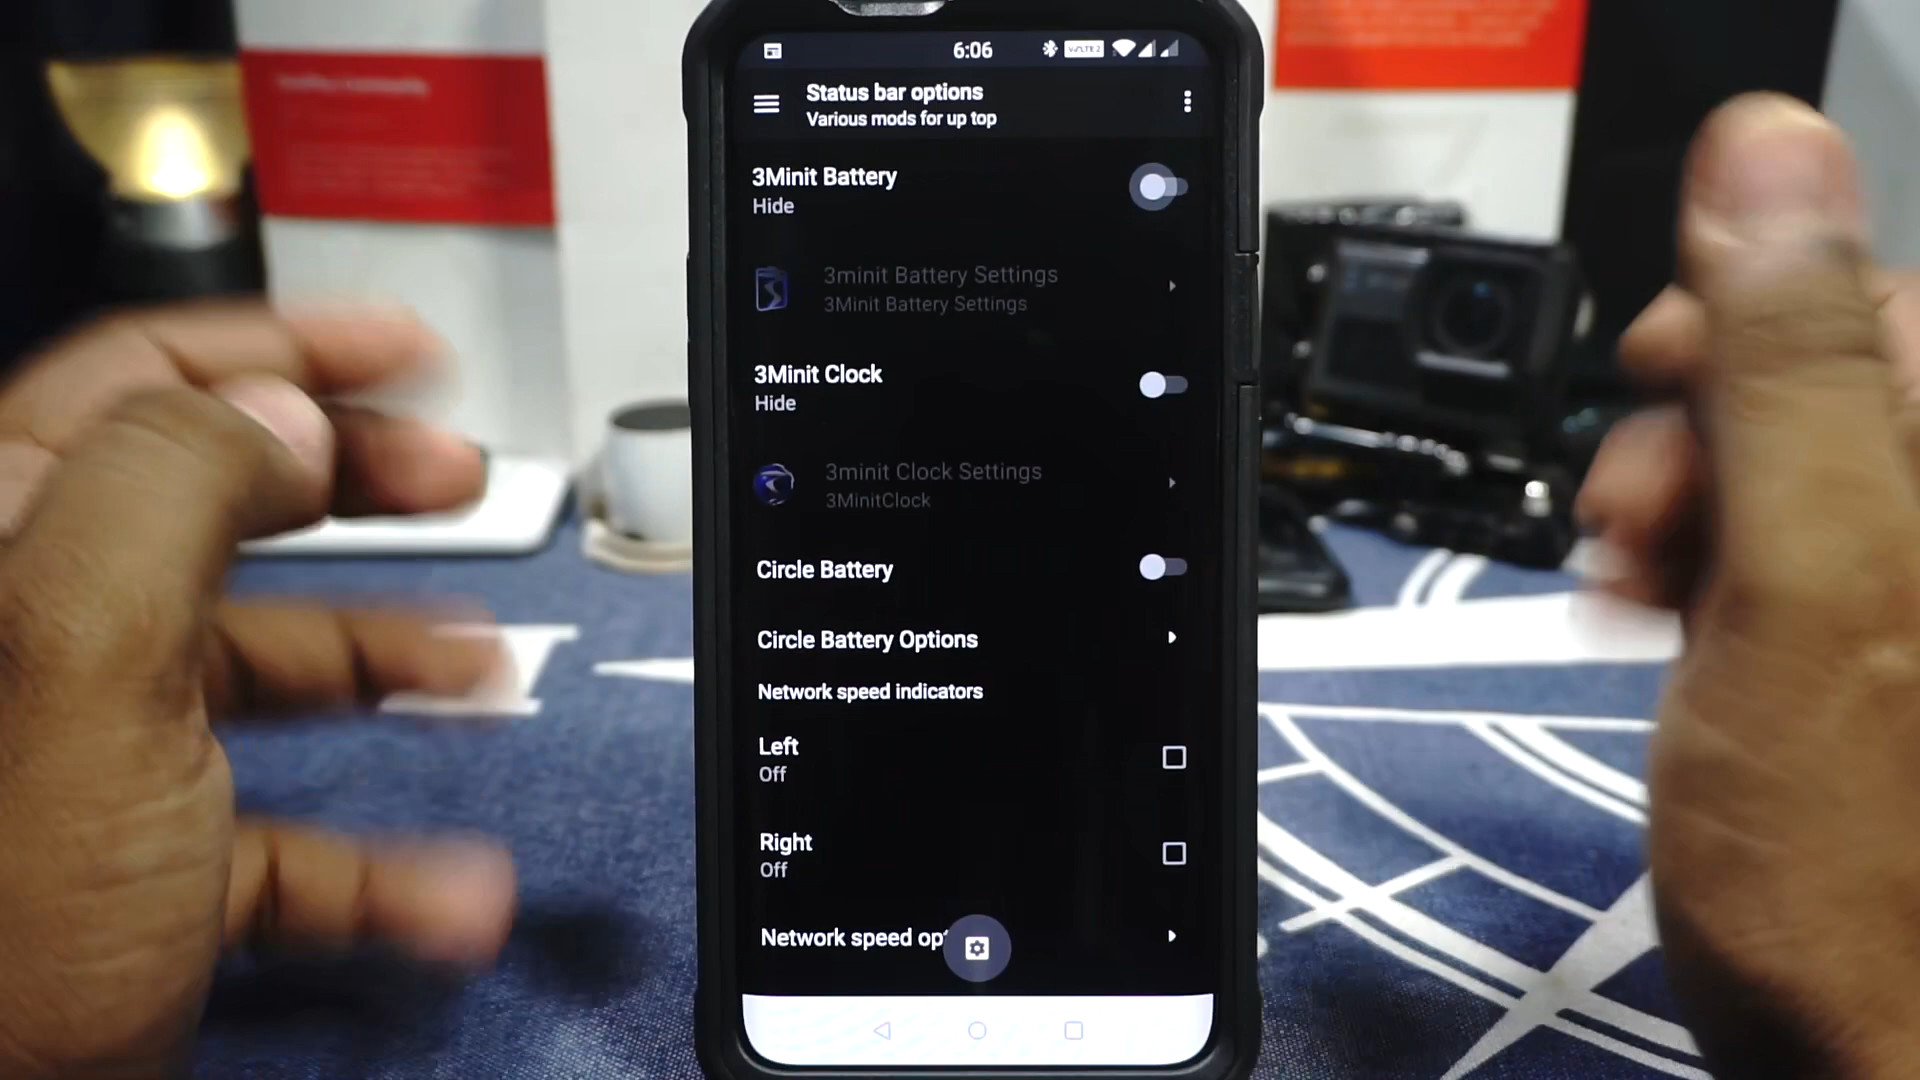 6:06
VoLTE 2
Status bar options
Various mods for up top
3Minit Battery
Hide
3minit Battery Settings
3Minit Battery Settings
3Minit Clock
Hide
3minit Clock Settings
3MinitClock
Circle Battery
Circle Battery Options
Network speed indicators
Left
Off
Right
Off
Network speed